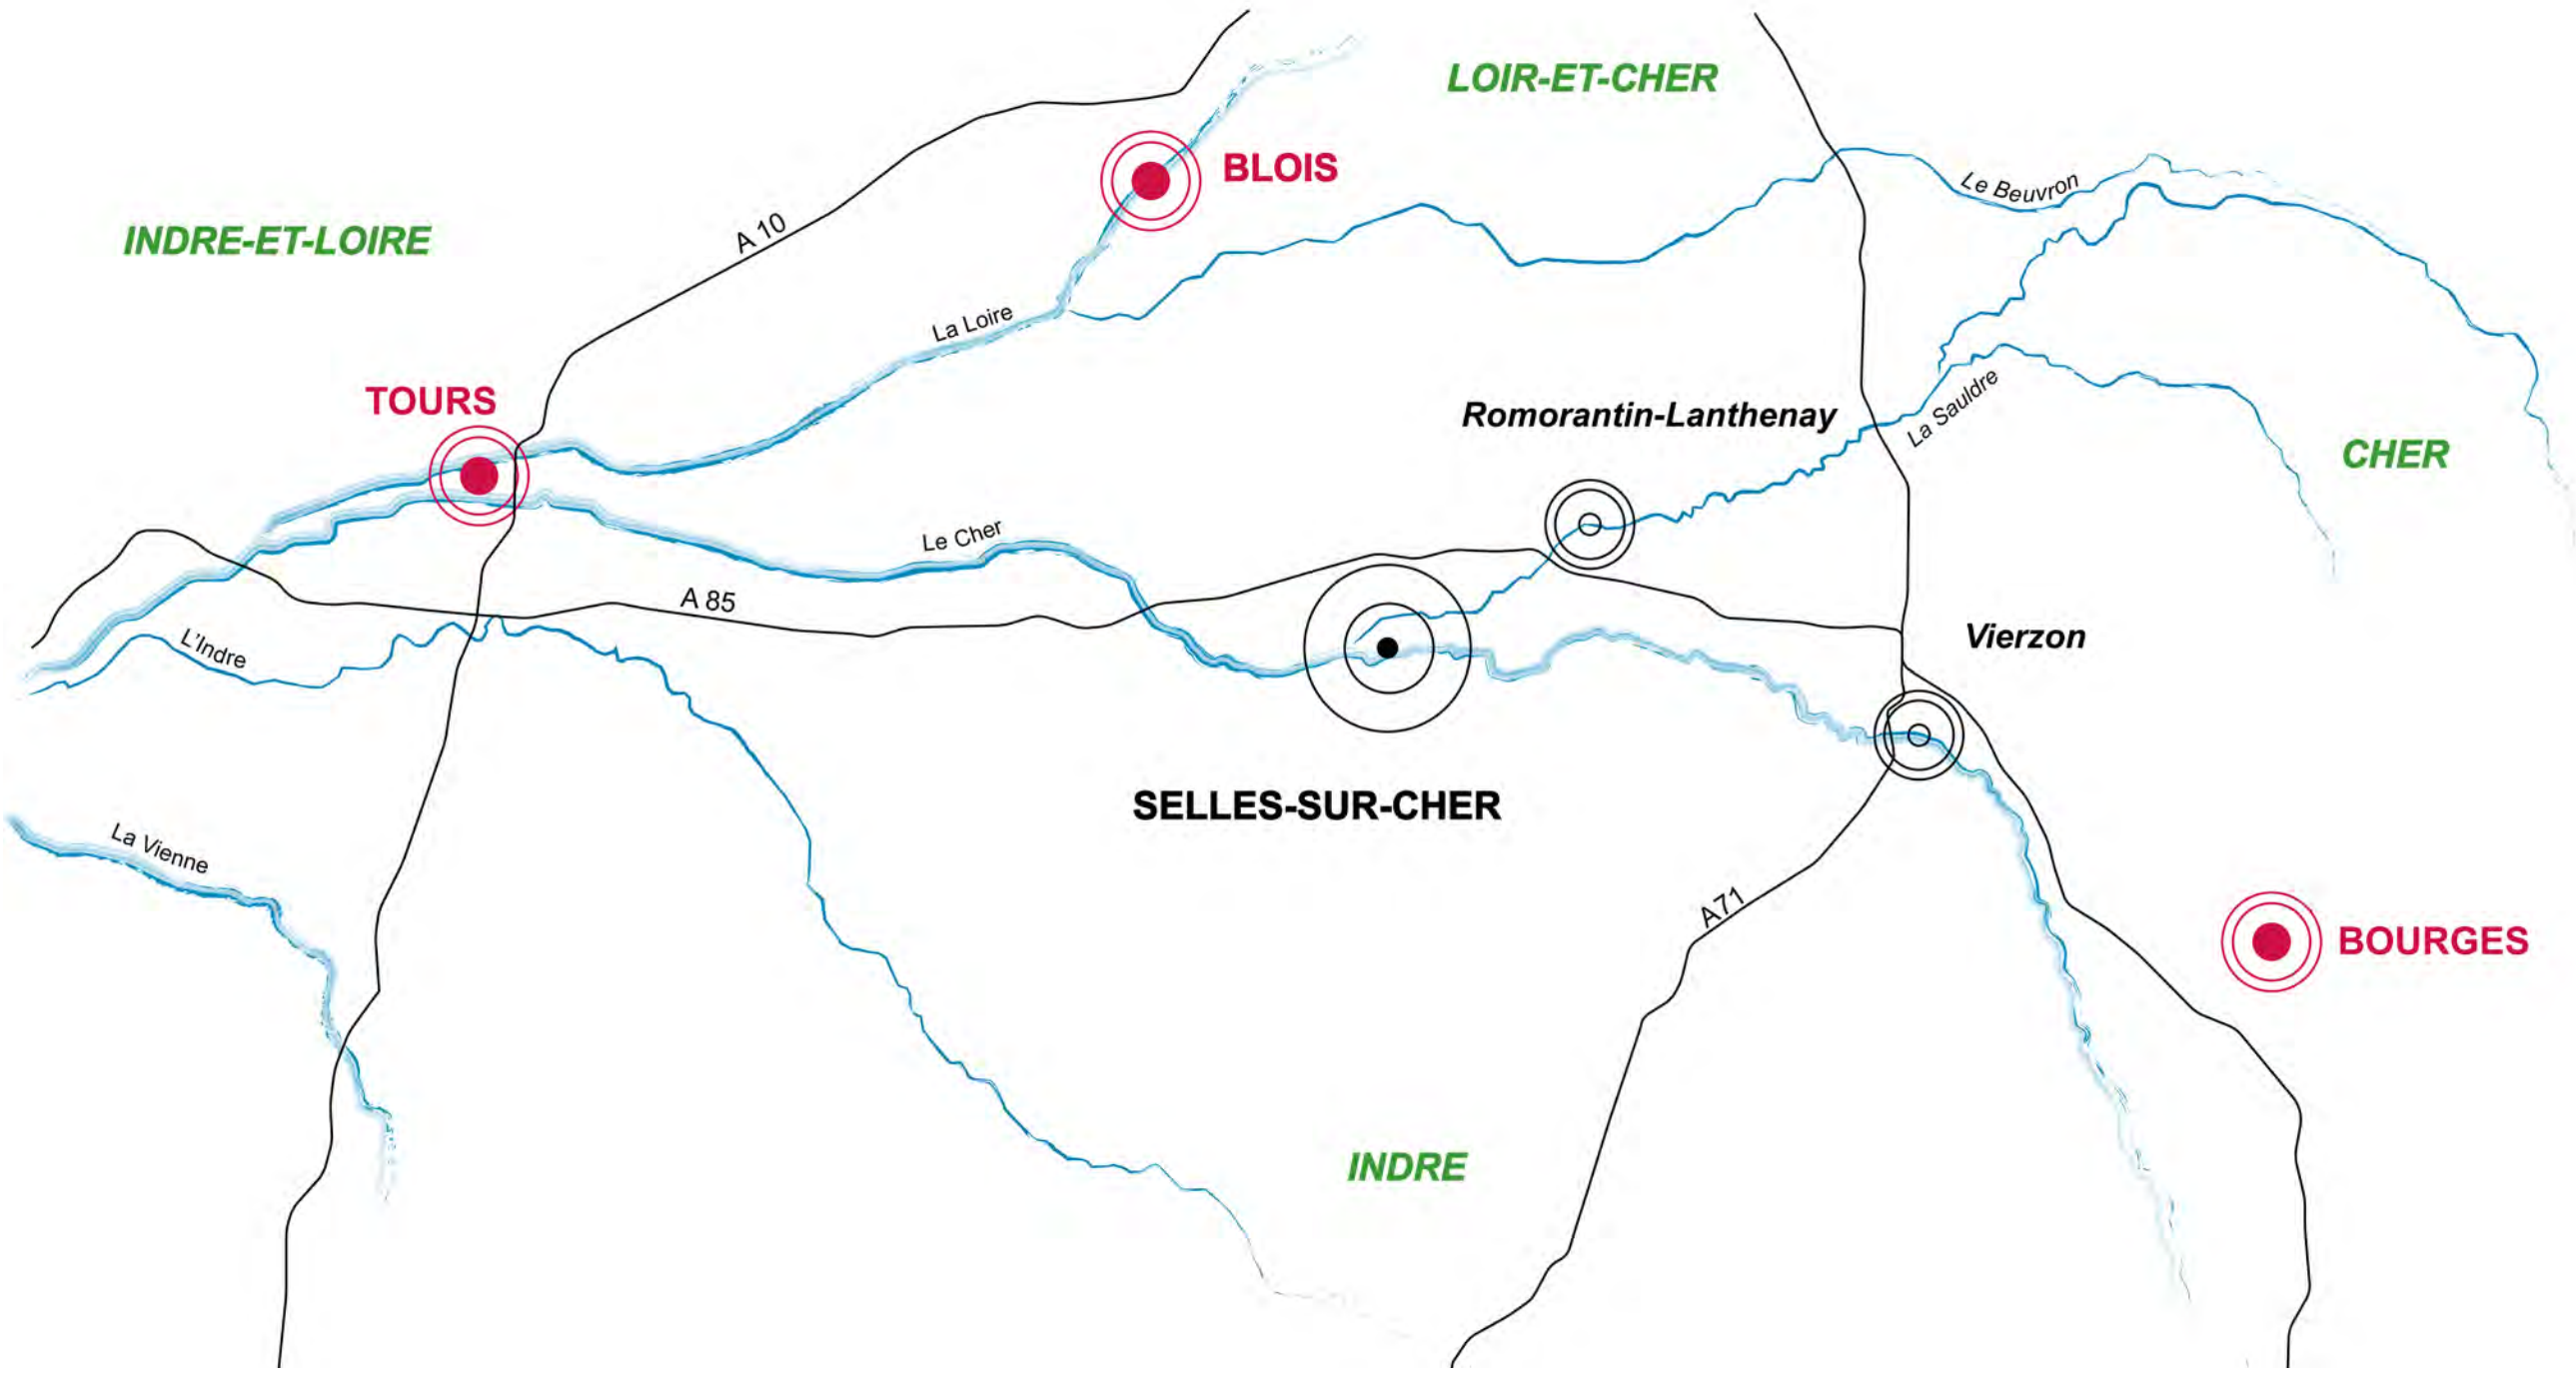 LOIR-ET-CHER
BLOIS
Le Beuvron
INDRE-ET-LOIRE
A 10
La Loire
TOURS
Romorantin-Lanthenay
La Sauldre
CHER
Le Cher
A 85
L'Indre
Vierzon
SELLES-SUR-CHER
La Vienne
A71
BOURGES
INDRE